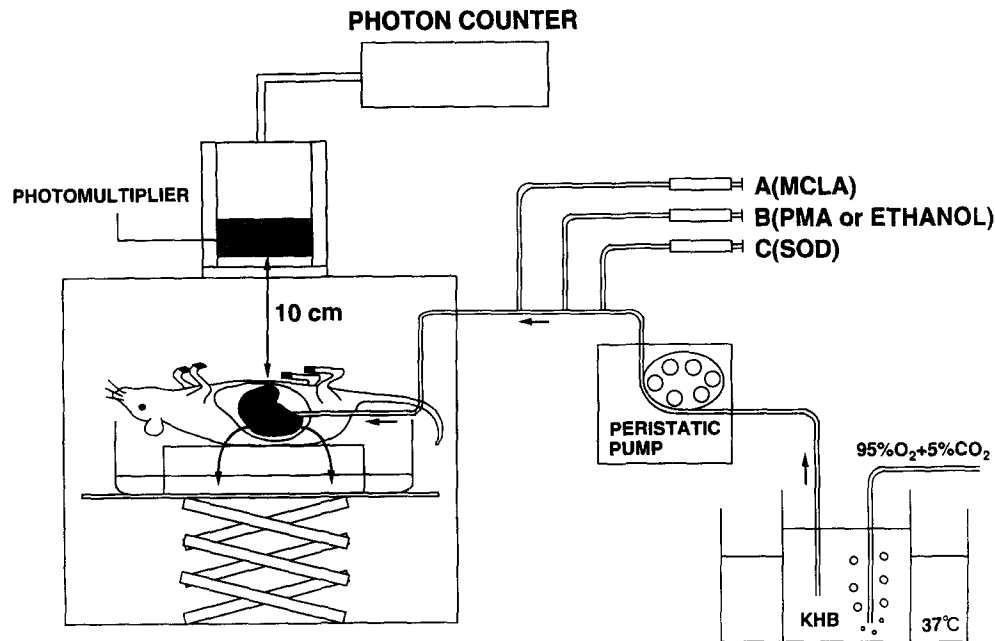 PHOTON COUNTER
PHOTOMULTIPLIER
A(MCLA)
B(PMA or ETHANOL)
C(SOD)
10 cm
PERISTATIC
PUMP
95%O₂+5%CO₂
KHB
37℃